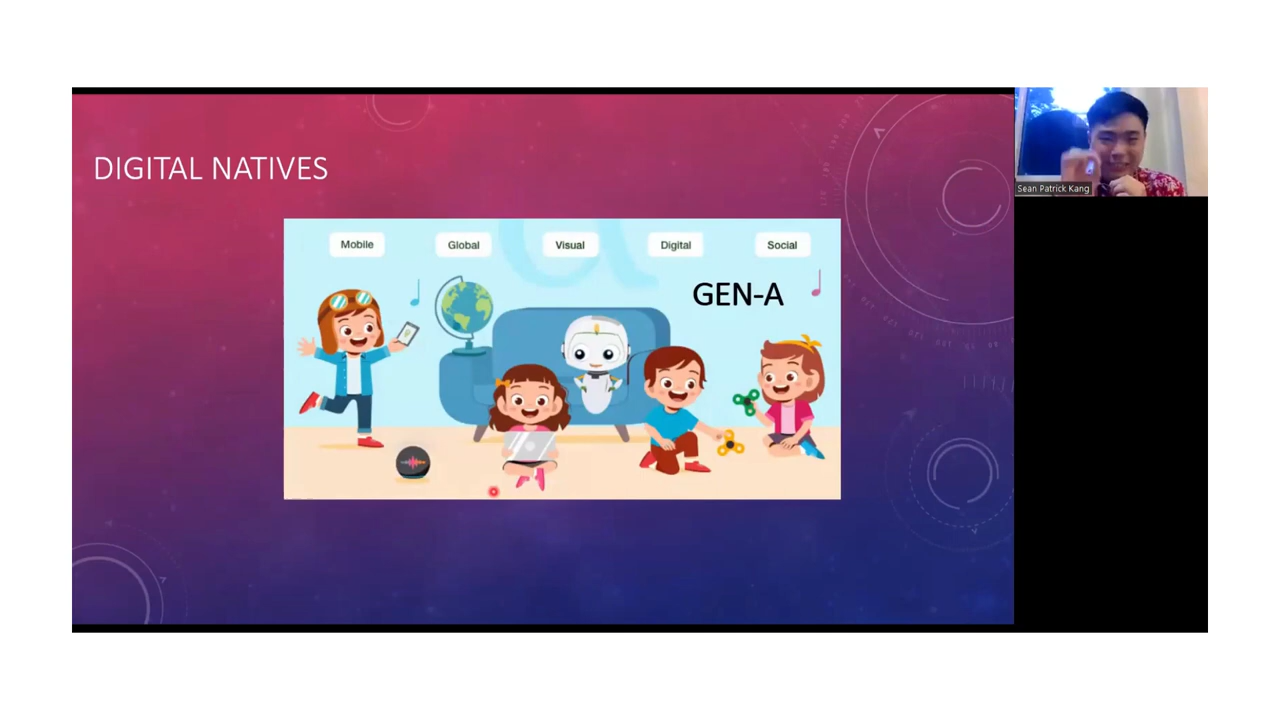 DIGITAL NATIVES
Mobile
Global
Visual
Digital
Social
GEN-A
Sean Patrick Kang